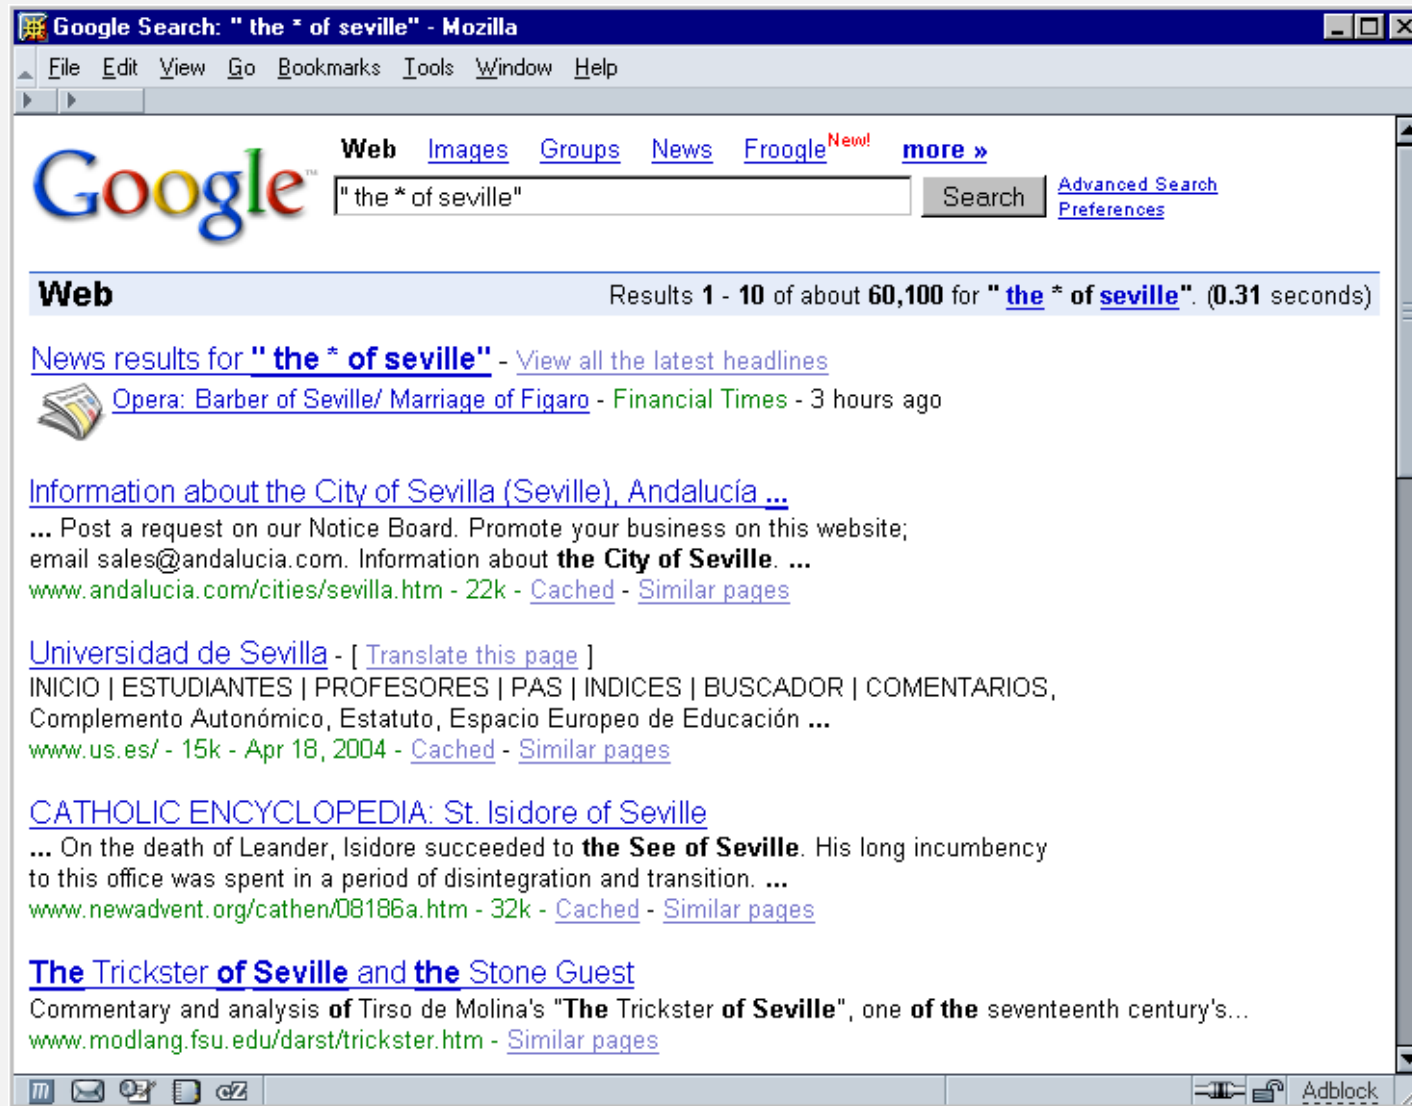 Google Search: " the * of seville" - Mozilla
File Edit View Go Bookmarks Tools Window Help
Web Images Groups News Froogle New! more »
Google™
" the * of seville" Search Advanced Search
Preferences
Web Results 1 - 10 of about 60,100 for " the * of seville". (0.31 seconds)
News results for " the * of seville" - View all the latest headlines
Opera: Barber of Seville/ Marriage of Figaro - Financial Times - 3 hours ago
Information about the City of Sevilla (Seville), Andalucía ...
... Post a request on our Notice Board. Promote your business on this website;
email sales@andalucia.com. Information about the City of Seville. ...
www.andalucia.com/cities/sevilla.htm - 22k - Cached - Similar pages
Universidad de Sevilla - [ Translate this page ]
INICIO | ESTUDIANTES | PROFESORES | PAS | INDICES | BUSCADOR | COMENTARIOS,
Complemento Autonómico, Estatuto, Espacio Europeo de Educación ...
www.us.es/ - 15k - Apr 18, 2004 - Cached - Similar pages
CATHOLIC ENCYCLOPEDIA: St. Isidore of Seville
... On the death of Leander, Isidore succeeded to the See of Seville. His long incumbency
to this office was spent in a period of disintegration and transition. ...
www.newadvent.org/cathen/08186a.htm - 32k - Cached - Similar pages
The Trickster of Seville and the Stone Guest
Commentary and analysis of Tirso de Molina's "The Trickster of Seville", one of the seventeenth century's...
www.modlang.fsu.edu/darst/trickster.htm - Similar pages
m cZ Adblock